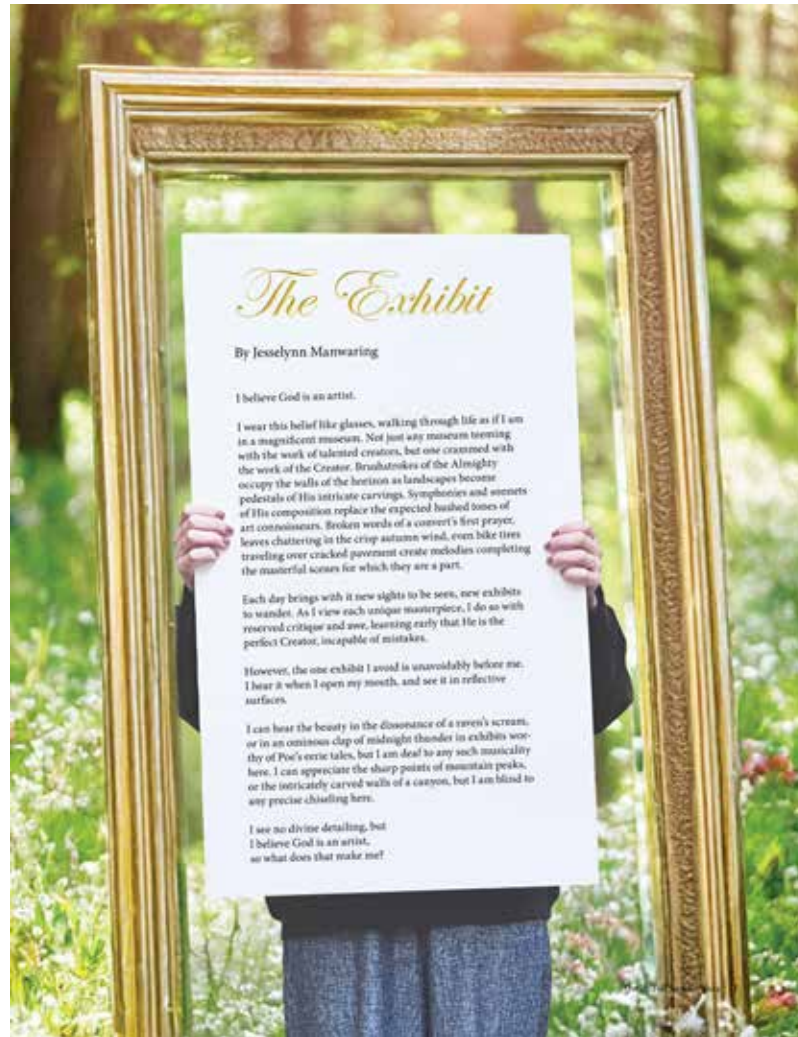 The Exhibit
By Jesselynn Manwaring
I believe God is an artist.
I wear this belief like glasses, walking through life as if I am
in a magnificent museum. Not just any museum teeming
with the work of talented creators, but one crammed with
the work of the Creator. Brushstrokes of the Almighty
occupy the walls of the horizon as landscapes become
pedestals of His intricate carvings. Symphonies and sonnets
of His composition replace the expected hushed tones of
art connoisseurs. Broken words of a convert's first prayer,
leaves chattering in the crisp autumn wind, even bike tires
traveling over cracked pavement create melodies completing
the masterful scenes for which they are a part.
Each day brings with it new sights to be seen, new exhibits
to wander. As I view each unique masterpiece, I do so with
reserved critique and awe, learning early that He is the
perfect Creator, incapable of mistakes.
However, the one exhibit I avoid is unavoidably before me.
I hear it when I open my mouth, and see it in reflective
surfaces.
I can hear the beauty in the dissonance of a raven's scream,
or in an ominous clap of midnight thunder in exhibits wor-
thy of Poe's eerie tales, but I am deaf to any such musicality
here. I can appreciate the sharp points of mountain peaks,
or the intricately carved walls of a canyon, but I am blind to
any precise chiseling here.
I see no divine detailing, but
I believe God is an artist,
so what does that make me?